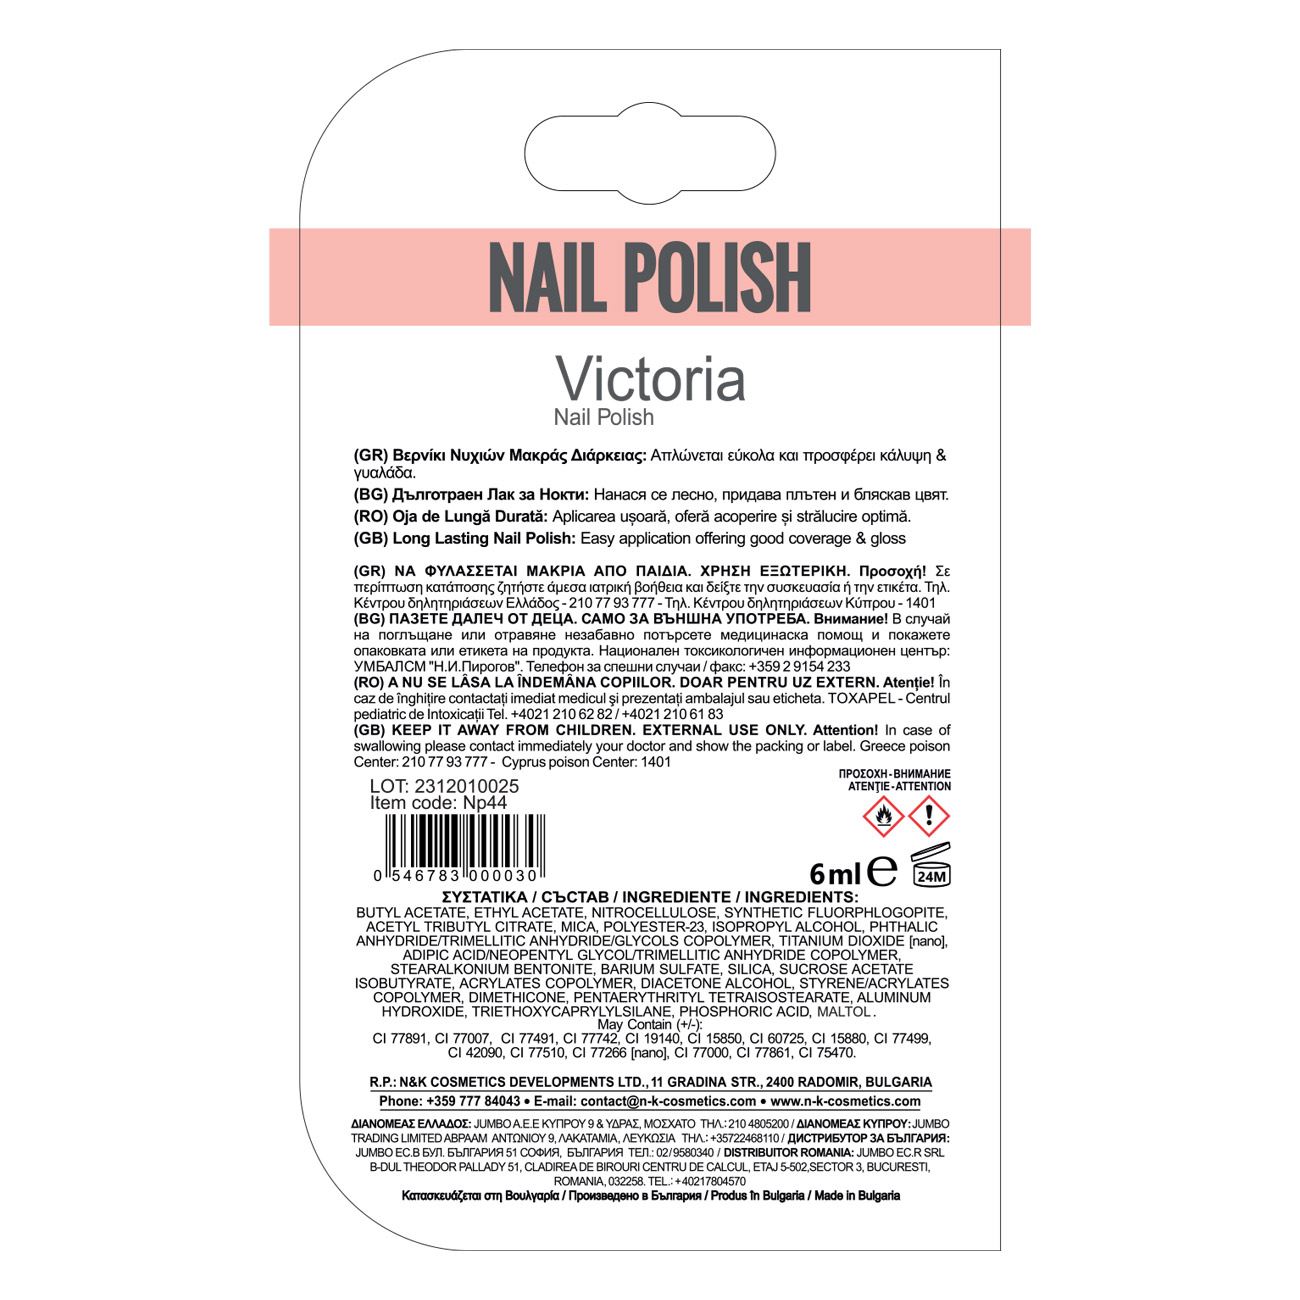 NAIL POLISH
Victoria
Nail Polish
(GR) Βερνίκι Νυχιών Μακράς Διάρκειας: Απλώνεται εύκολα και προσφέρει κάλυψη &
γυαλάδα.
(BG) Дълготраен Лак за Нокти: Нанася се лесно, придава плътен и бляскав цвят.
(RO) Oja de Lungă Durată: Aplicarea ușoară, oferă acoperire și strălucire optimă.
(GB) Long Lasting Nail Polish: Easy application offering good coverage & gloss
(GR) ΝΑ ΦΥΛΑΣΣΕΤΑΙ ΜΑΚΡΙΑ ΑΠΟ ΠΑΙΔΙΑ. ΧΡΗΣΗ ΕΞΩΤΕΡΙΚΗ. Προσοχή! Σε
περίπτωση κατάποσης ζητήστε άμεσα ιατρική βοήθεια και δείξτε την συσκευασία ή την ετικέτα. Τηλ.
Κέντρου δηλητηριάσεων Ελλάδος - 210 77 93 777 - Τηλ. Κέντρου δηλητηριάσεων Κύπρου - 1401
(BG) ПАЗЕТЕ ДАЛЕЧ ОТ ДЕЦА. САМО ЗА ВЪНШНА УПОТРЕБА. Внимание! В случай
на поглъщане или отравяне незабавно потърсете медицинаска помощ и покажете
опаковката или етикета на продукта. Национален токсикологичен информационен център:
УМБАЛСМ "Н.И.Пирогов". Телефон за спешни случаи / факс: +359 2 9154 233
(RO) A NU SE LÂSA LA ÎNDEMÂNA COPIILOR. DOAR PENTRU UZ EXTERN. Atenție! În
caz de înghițire contactați imediat medicul şi prezentați ambalajul sau eticheta. TOXAPEL - Centrul
pediatric de Intoxicații Tel. +4021 210 62 82 / +4021 210 61 83
(GB) KEEP IT AWAY FROM CHILDREN. EXTERNAL USE ONLY. Attention! In case of
swallowing please contact immediately your doctor and show the packing or label. Greece poison
Center: 210 77 93 777 - Cyprus poison Center: 1401
LOT: 2312010025
Item code: Np44
ΠΡΟΣΟΧΗ-ВНИМАНИЕ
ATENŢIE-ATTENTION
0 546783 000030
6 ml ℮ 24M
ΣΥΣΤΑΤΙΚΑ / СЪСТАВ / INGREDIENTE / INGREDIENTS:
BUTYL ACETATE, ETHYL ACETATE, NITROCELLULOSE, SYNTHETIC FLUORPHLOGOPITE,
ACETYL TRIBUTYL CITRATE, MICA, POLYESTER-23, ISOPROPYL ALCOHOL, PHTHALIC
ANHYDRIDE/TRIMELLITIC ANHYDRIDE/GLYCOLS COPOLYMER, TITANIUM DIOXIDE [nano],
ADIPIC ACID/NEOPENTYL GLYCOL/TRIMELLITIC ANHYDRIDE COPOLYMER,
STEARALKONIUM BENTONITE, BARIUM SULFATE, SILICA, SUCROSE ACETATE
ISOBUTYRATE, ACRYLATES COPOLYMER, DIACETONE ALCOHOL, STYRENE/ACRYLATES
COPOLYMER, DIMETHICONE, PENTAERYTHRITYL TETRAISOSTEARATE, ALUMINUM
HYDROXIDE, TRIETHOXYCAPRYLYLSILANE, PHOSPHORIC ACID, MALTOL.
May Contain (+/-):
CI 77891, CI 77007, CI 77491, CI 77742, CI 19140, CI 15850, CI 60725, CI 15880, CI 77499,
CI 42090, CI 77510, CI 77266 [nano], CI 77000, CI 77861, CI 75470.
R.P.: N&K COSMETICS DEVELOPMENTS LTD., 11 GRADINA STR., 2400 RADOMIR, BULGARIA
Phone: +359 777 84043 • E-mail: contact@n-k-cosmetics.com • www.n-k-cosmetics.com
ΔΙΑΝΟΜΕΑΣ ΕΛΛΑΔΟΣ: JUMBO A.E.E ΚΥΠΡΟΥ 9 & ΥΔΡΑΣ, ΜΟΣΧΑΤΟ ΤΗΛ.: 210 4805200 / ΔΙΑΝΟΜΕΑΣ ΚΥΠΡΟΥ: JUMBO
TRADING LIMITED ΑΒΡΑΑΜ ΑΝΤΩΝΙΟΥ 9, ΛΑΚΑΤΑΜΙΑ, ΛΕΥΚΩΣΙΑ ΤΗΛ.: +35722468110 / ДИСТРИБУТОР ЗА БЪЛГАРИЯ:
JUMBO EC.B БУЛ. БЪЛГАРИЯ 51 СОФИЯ, БЪЛГАРИЯ ТЕЛ.: 02/9580340 / DISTRIBUITOR ROMANIA: JUMBO EC.R SRL
B-DUL THEODOR PALLADY 51, CLADIREA DE BIROURI CENTRU DE CALCUL, ETAJ 5-502,SECTOR 3, BUCURESTI,
ROMANIA, 032258. TEL.: +40217804570
Κατασκευάζεται στη Βουλγαρία / Произведено в България / Produs în Bulgaria / Made in Bulgaria